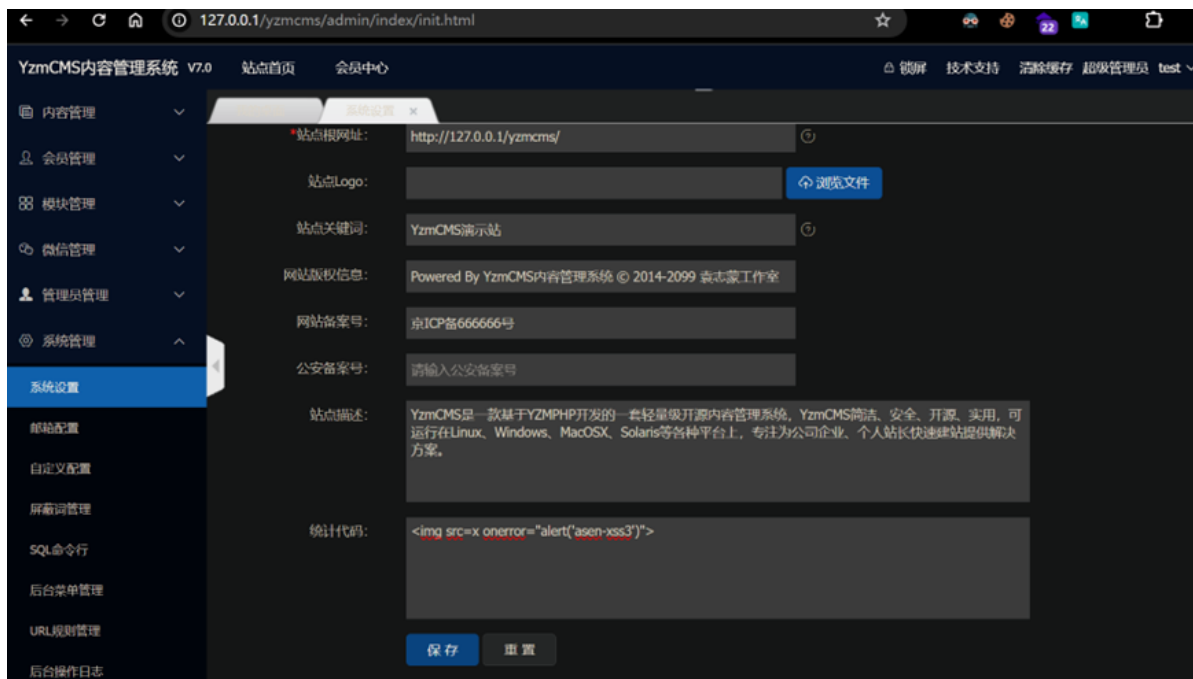 127.0.0.1/yzmcms/admin/index/init.html
22
YzmCMS内容管理系统 V7.0 站点首页 会员中心 锁屏 技术支持 清除缓存 超级管理员 test
内容管理
系统设置 ×
*站点根网址: http://127.0.0.1/yzmcms/
会员管理
站点Logo: 浏览文件
模块管理
站点关键词: YzmCMS演示站
微信管理
网站版权信息: Powered By YzmCMS内容管理系统 © 2014-2099 袁志蒙工作室
管理员管理
网站备案号: 京ICP备666666号
系统管理
公安备案号: 请输入公安备案号
系统设置
站点描述: YzmCMS是一款基于YZMPHP开发的一套轻量级开源内容管理系统，YzmCMS简洁、安全、开源、实用，可
运行在Linux、Windows、MacOSX、Solaris等各种平台上，专注为公司企业、个人站长快速建站提供解决
方案。
邮箱配置
自定义配置
屏蔽词管理
统计代码: <img src=x onerror="alert('asen-xss3')">
SQL命令行
后台菜单管理
URL规则管理
保存 重置
后台操作日志